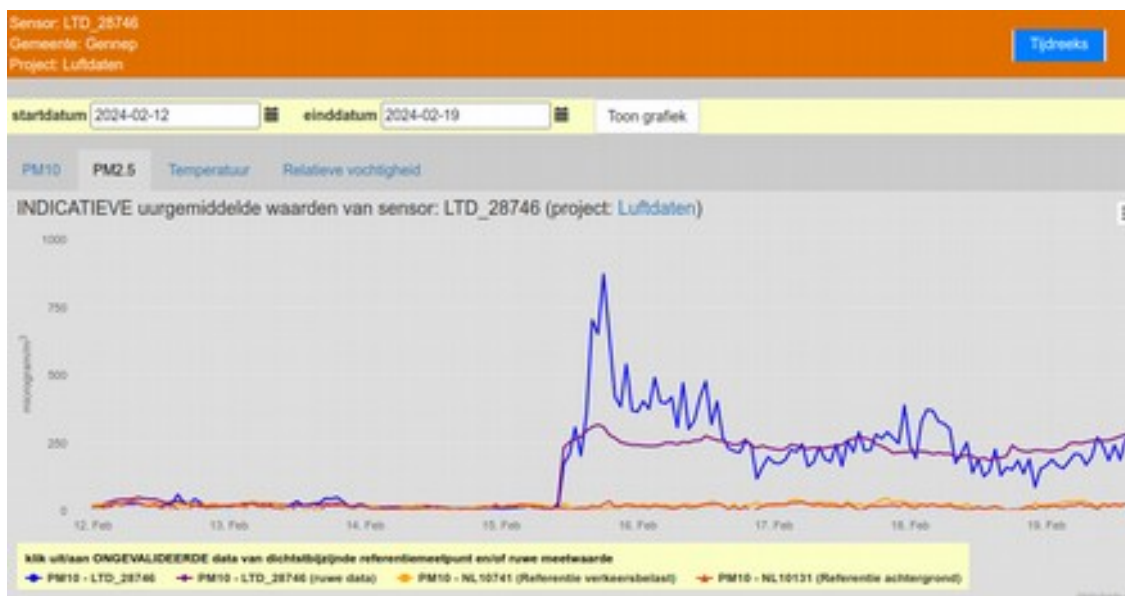 Sensor: LTD_28746
Gemeente: Gennep
Project: Luftdaten
Tijdreeks
startdatum 2024-02-12 einddatum 2024-02-19 Toon grafiek
PM10 PM2.5 Temperatuur Relatieve vochtigheid
INDICATIEVE uurgemiddelde waarden van sensor: LTD_28746 (project: Luftdaten)
1000
750
microgram/m³
500
250
0
12. Feb 13. Feb 14. Feb 15. Feb 16. Feb 17. Feb 18. Feb 19. Feb
klik uit/aan ONGEVALIDEERDE data van dichtstbijzijnde referentiemeetpunt en/of ruwe meetwaarde
PM10 - LTD_28746 PM10 - LTD_28746 (ruwe data) PM10 - NL10741 (Referentie verkeersbelast) PM10 - NL10131 (Referentie achtergrond)